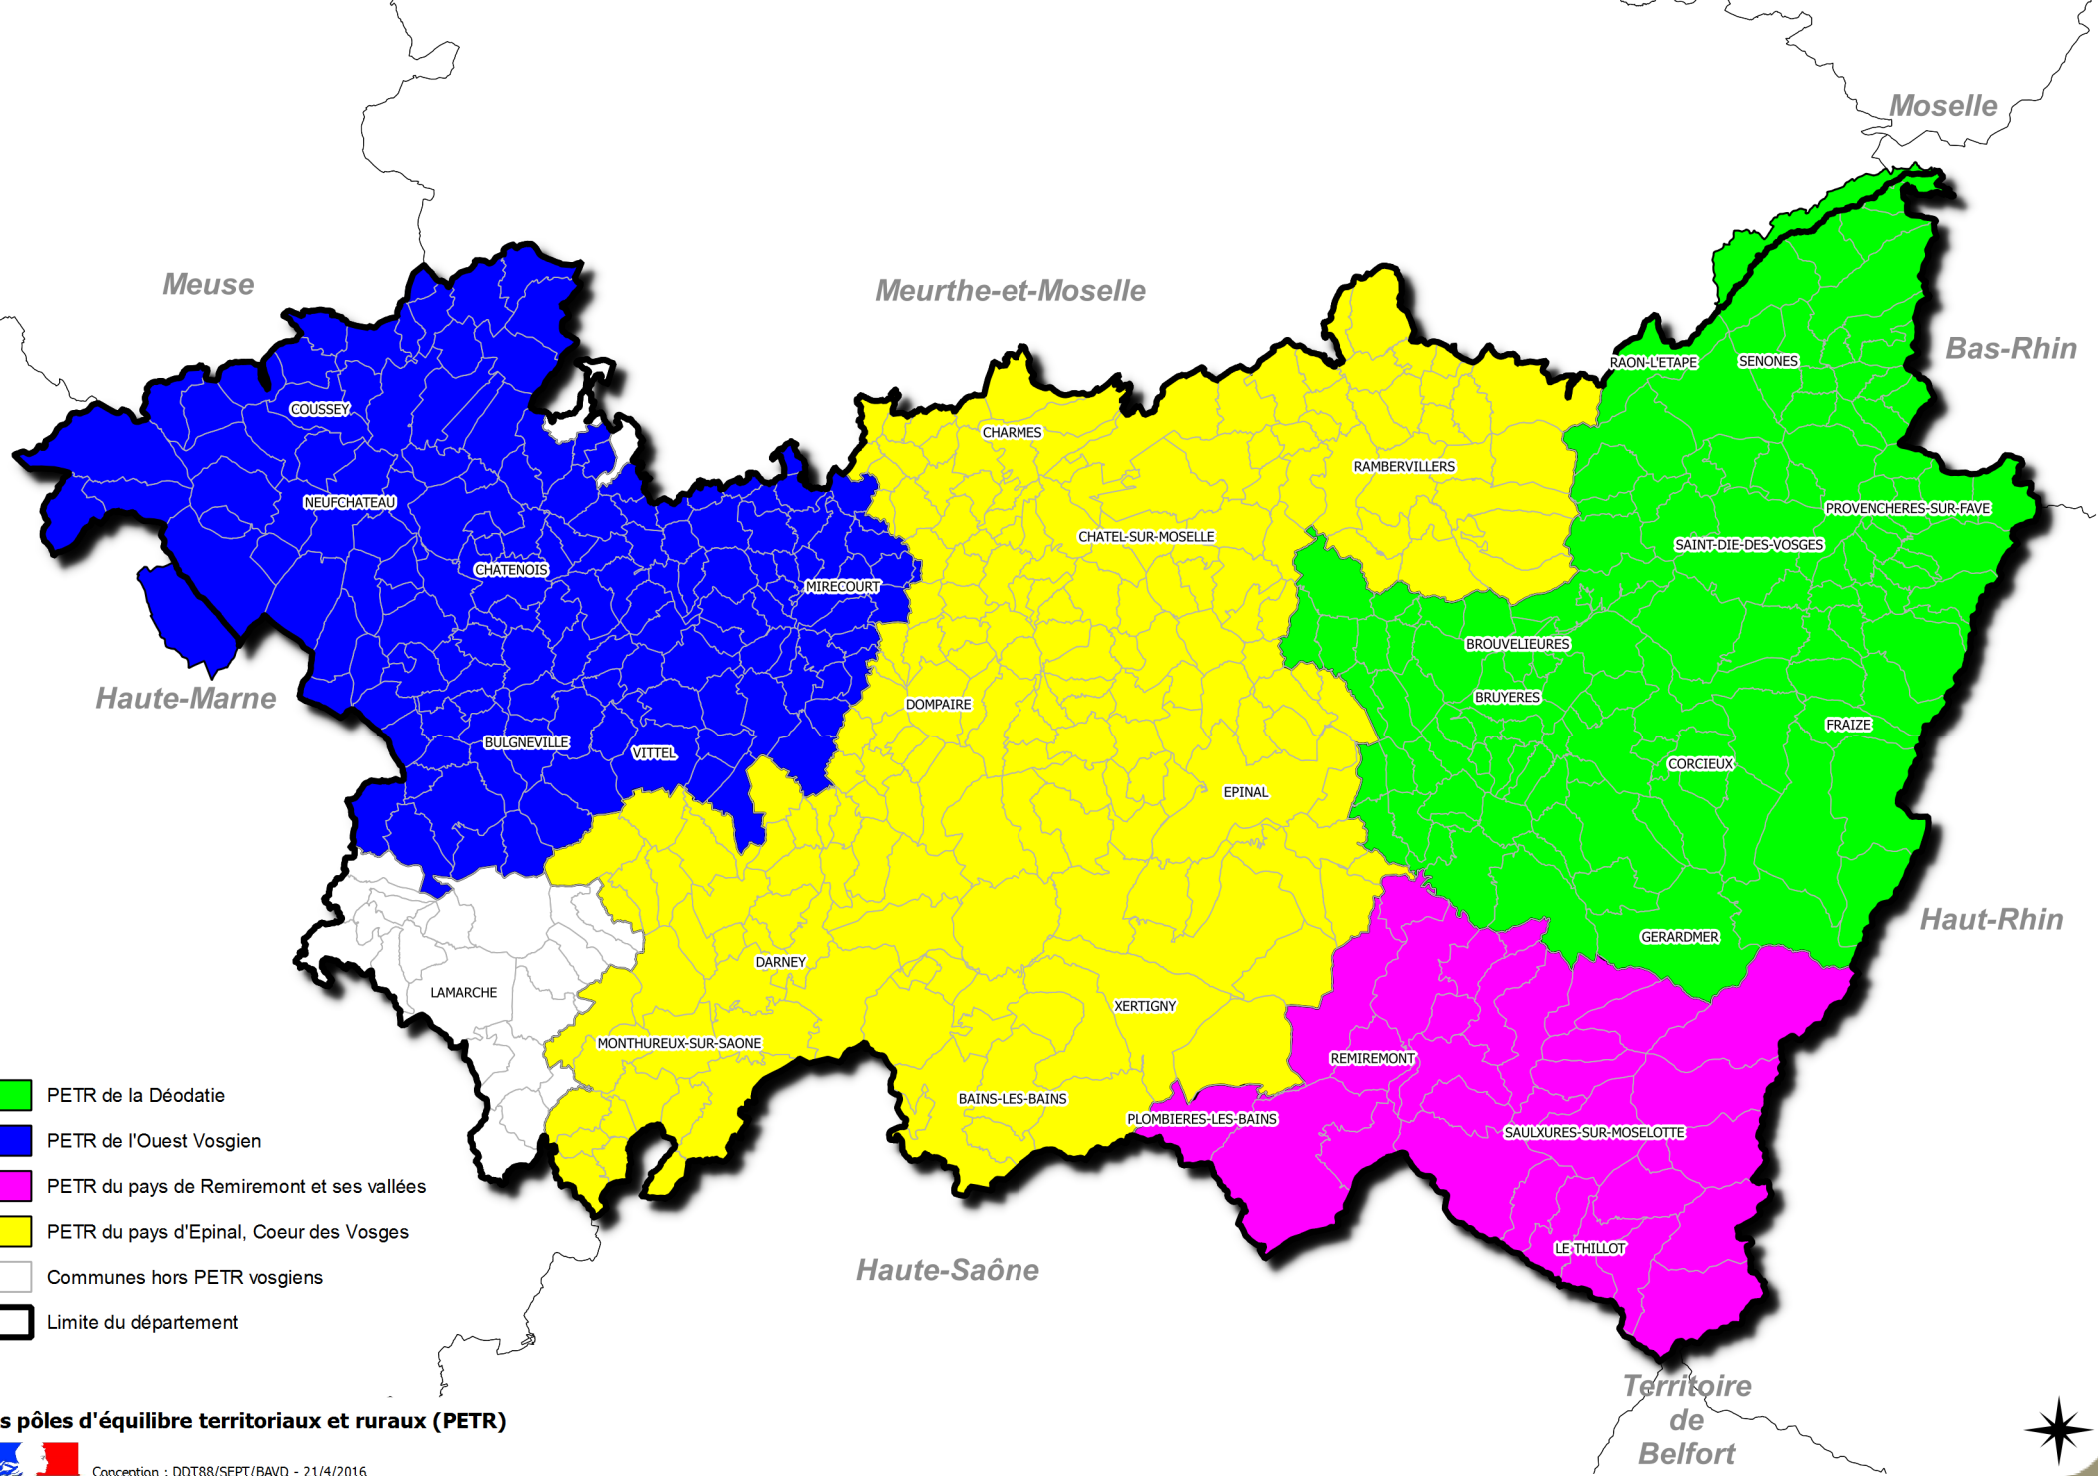 Moselle
Meuse
Meurthe-et-Moselle
Bas-Rhin
RAON-L'ETAPE
SENONES
COUSSEY
CHARMES
RAMBERVILLERS
NEUFCHATEAU
PROVENCHERES-SUR-FAVE
CHATEL-SUR-MOSELLE
SAINT-DIE-DES-VOSGES
CHATENOIS
MIRECOURT
BROUVELIEURES
Haute-Marne
BRUYERES
DOMPAIRE
FRAIZE
BULGNEVILLE
VITTEL
CORCIEUX
EPINAL
Haut-Rhin
GERARDMER
DARNEY
LAMARCHE
XERTIGNY
MONTHUREUX-SUR-SAONE
REMIREMONT
BAINS-LES-BAINS
PLOMBIERES-LES-BAINS
SAULXURES-SUR-MOSELOTTE
LE THILLOT
Haute-Saône
Territoire
de
Belfort
PETR de la Déodatie
PETR de l'Ouest Vosgien
PETR du pays de Remiremont et ses vallées
PETR du pays d'Epinal, Coeur des Vosges
Communes hors PETR vosgiens
Limite du département
s pôles d'équilibre territoriaux et ruraux (PETR)
Conception : DDT88/SEPT/BAVD - 21/4/2016